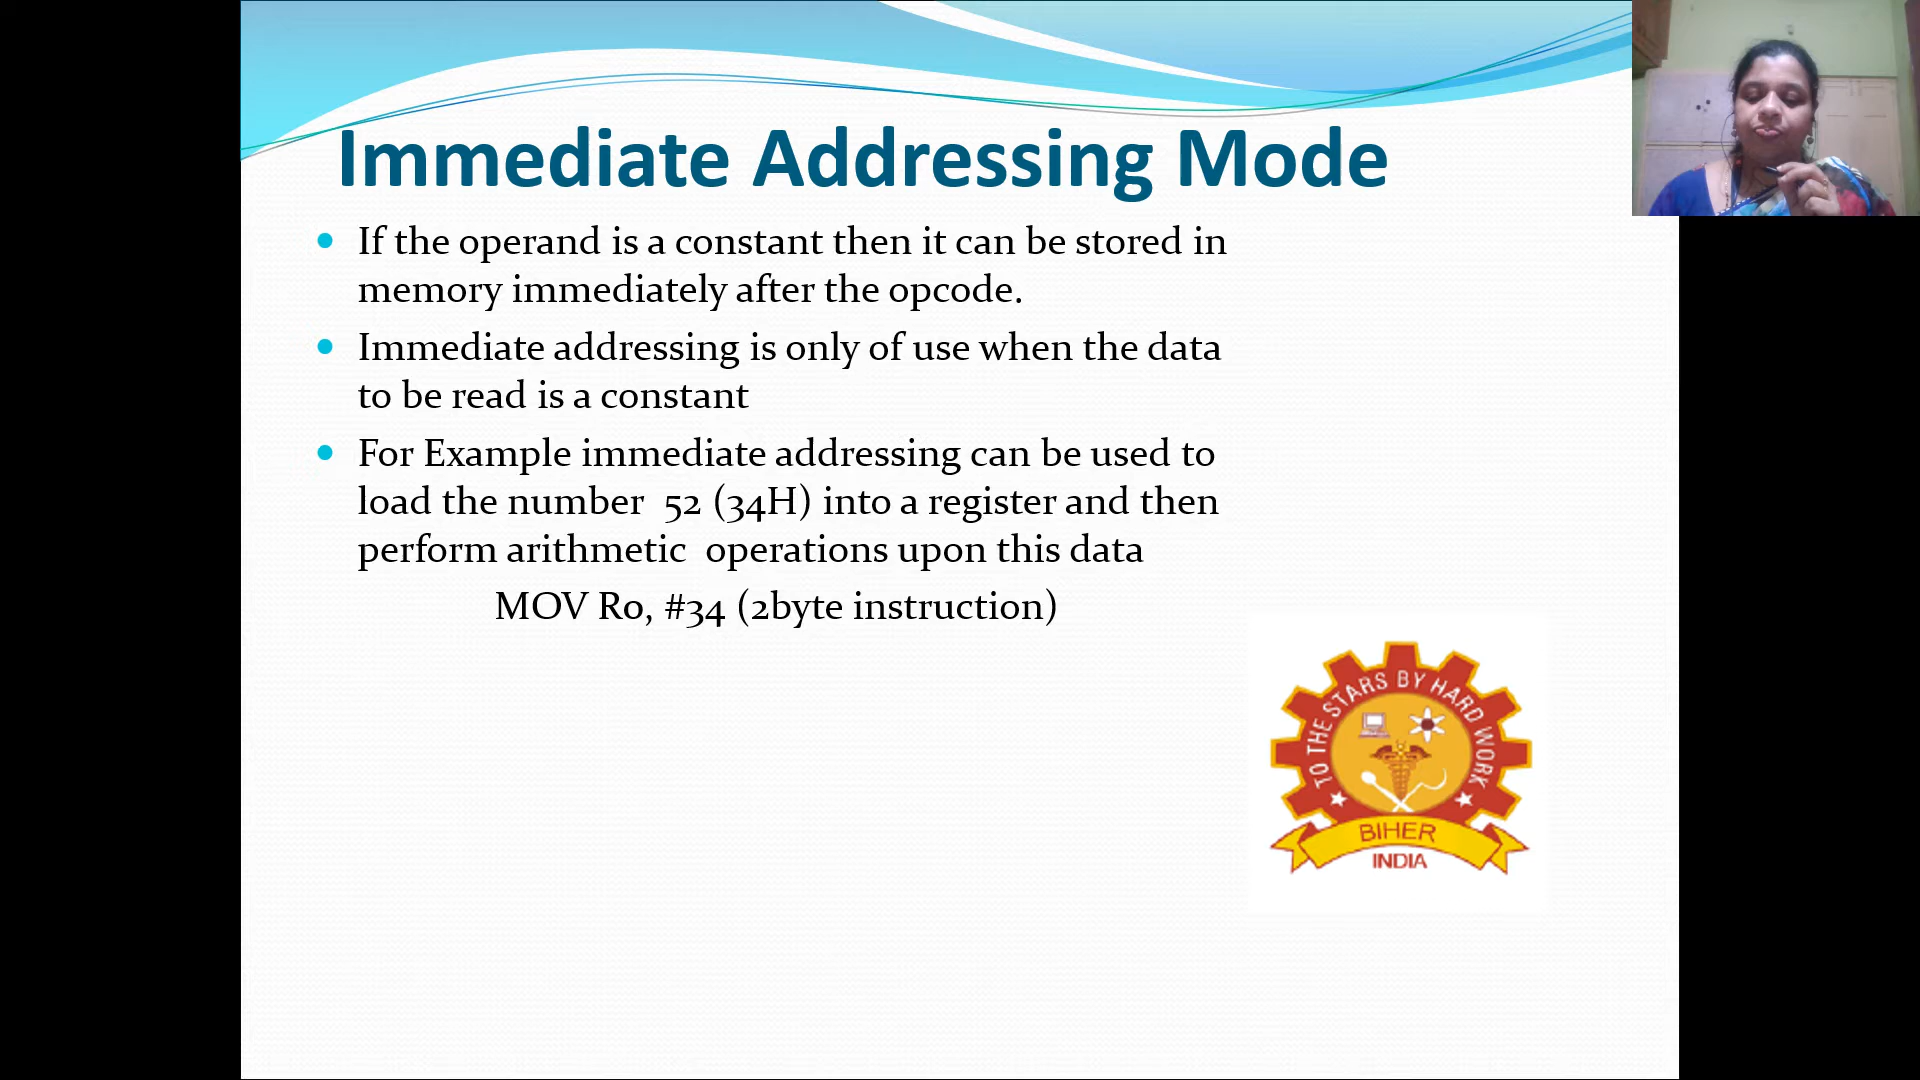 Immediate Addressing Mode
If the operand is a constant then it can be stored in
memory immediately after the opcode.
Immediate addressing is only of use when the data
to be read is a constant
For Example immediate addressing can be used to
load the number 52 (34H) into a register and then
perform arithmetic operations upon this data
MOV R0, #34 (2byte instruction)
TO THE STARS BY HARD WORK
BIHER
INDIA